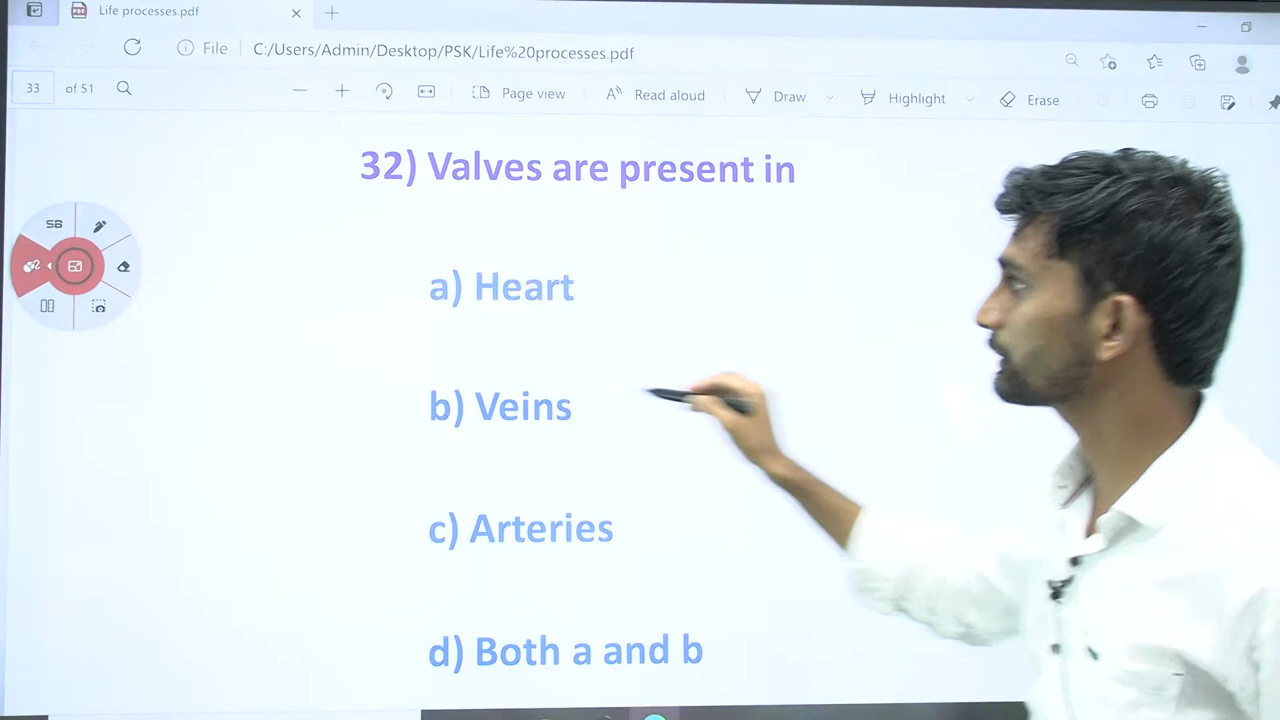 Life processes.pdf
File C:/Users/Admin/Desktop/PSK/Life%20processes.pdf
33 of 51 Page view Read aloud Draw Highlight Erase
32) Valves are present in
SB
a) Heart
b) Veins
c) Arteries
d) Both a and b